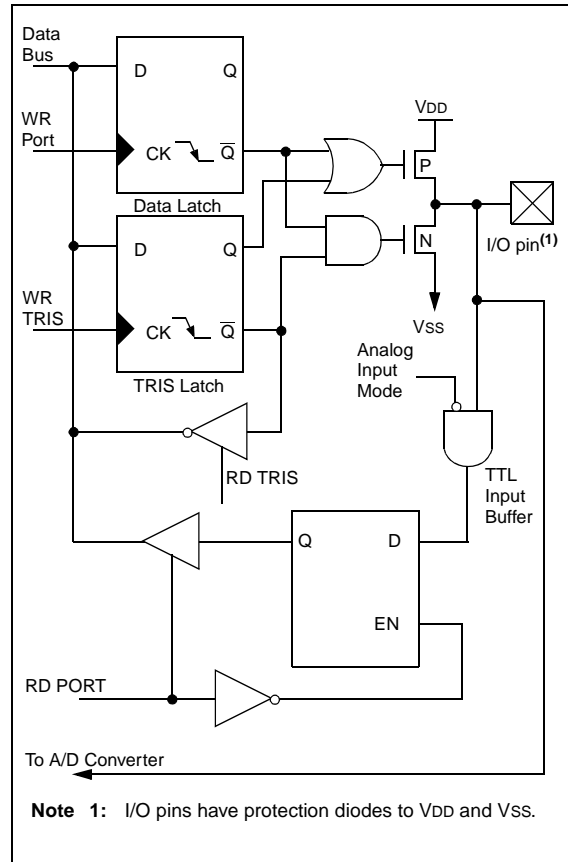 Data
Bus
D Q
WR
Port
CK Q
Data Latch
VDD
P
I/O pin(1)
N
D Q
WR
TRIS
CK Q
TRIS Latch
VSS
Analog
Input
Mode
RD TRIS
TTL
Input
Buffer
Q D
EN
RD PORT
To A/D Converter
Note 1: I/O pins have protection diodes to VDD and VSS.